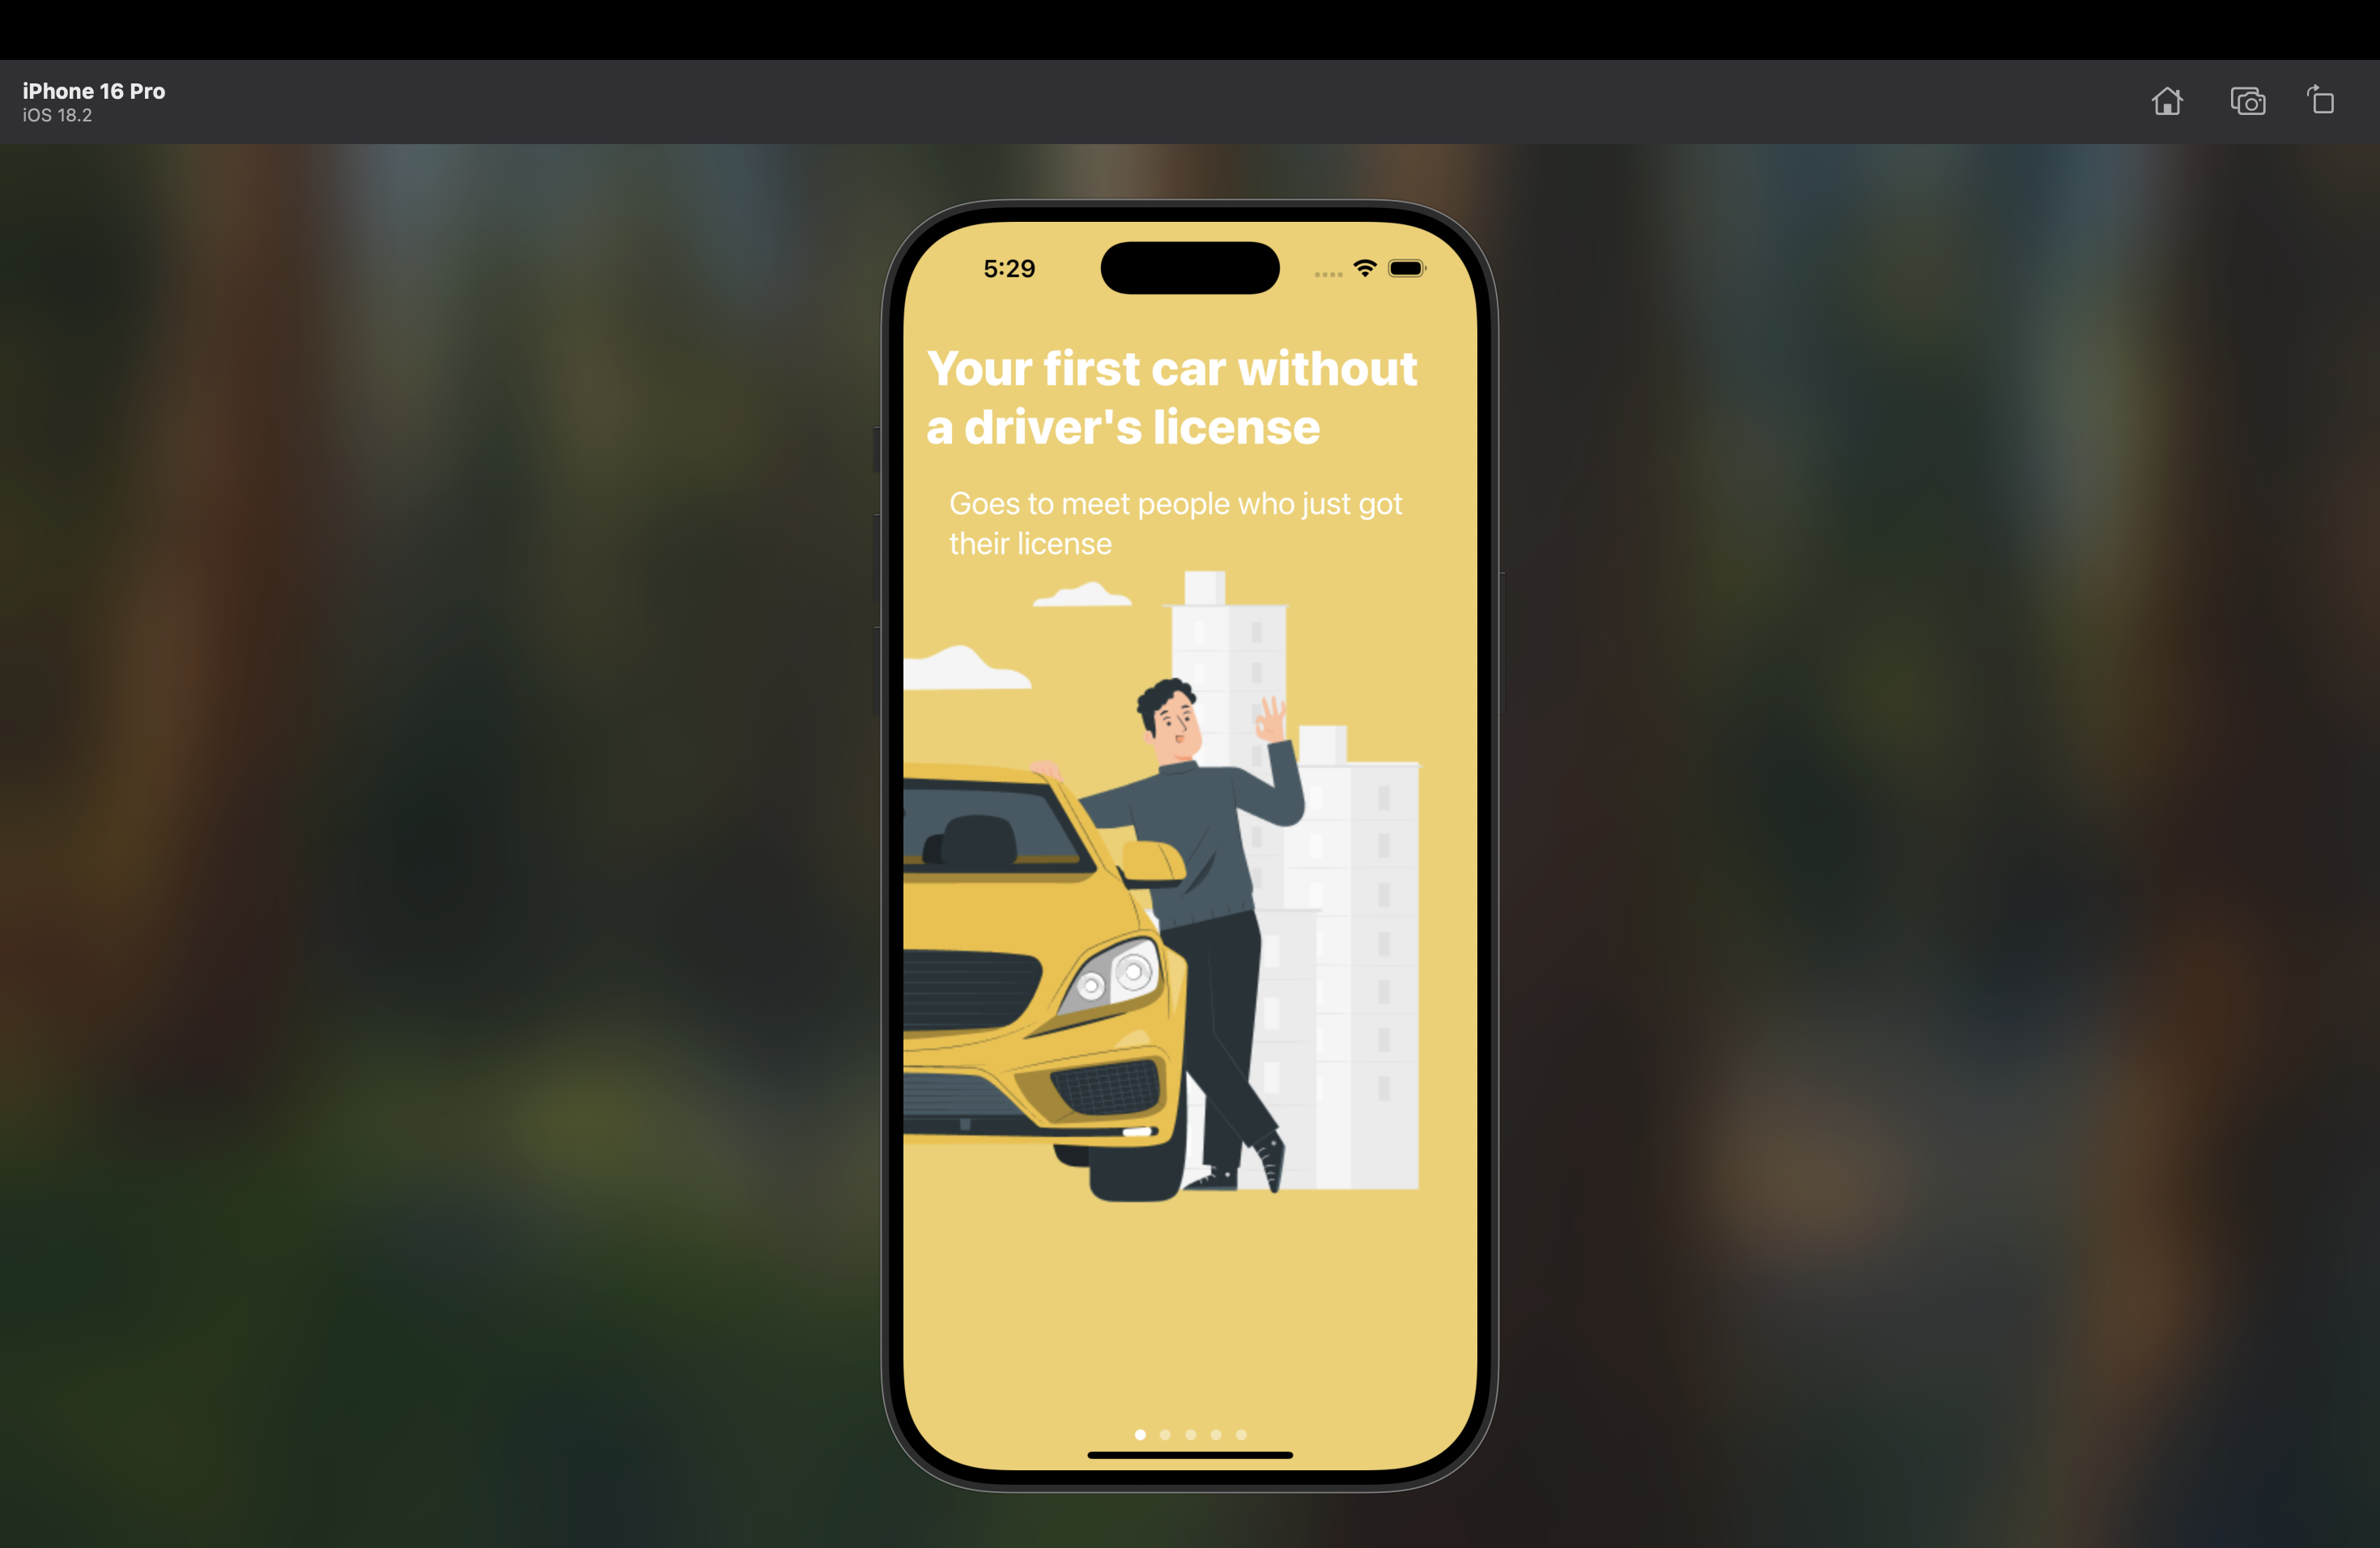 iPhone 16 Pro
iOS 18.2
5:29
Your first car without
a driver's license
Goes to meet people who just got
their license